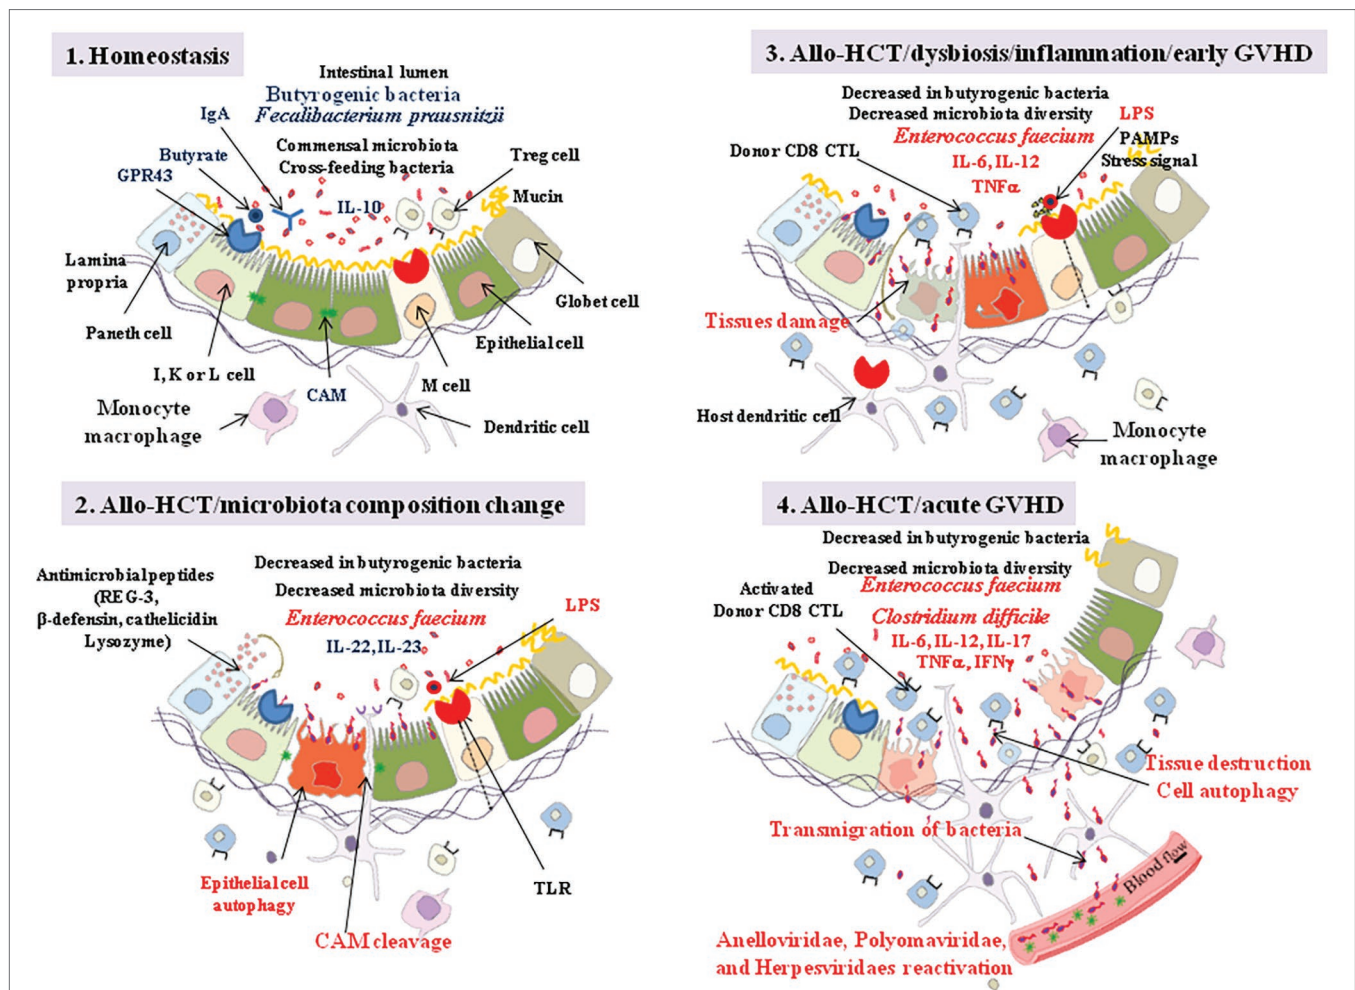 1. Homeostasis
Intestinal lumen
Butyrogenic bacteria
Fecalibacterium prausnitzii
IgA
Commensal microbiota
Cross-feeding bacteria
Butyrate
GPR43
Treg cell
IL-10
Mucin
Lamina
propria
Globet cell
Paneth cell
Epithelial cell
I, K or L cell
CAM
M cell
Monocyte
macrophage
Dendritic cell
2. Allo-HCT/microbiota composition change
Decreased in butyrogenic bacteria
Decreased microbiota diversity
Enterococcus faecium
IL-22, IL-23
Antimicrobial peptides
(REG-3,
β-defensin, cathelicidin
Lysozyme)
LPS
Epithelial cell
autophagy
TLR
CAM cleavage
3. Allo-HCT/dysbiosis/inflammation/early GVHD
Decreased in butyrogenic bacteria
Decreased microbiota diversity
Enterococcus faecium
IL-6, IL-12
TNFα
LPS
PAMPs
Stress signal
Donor CD8 CTL
Tissues damage
Host dendritic cell
Monocyte
macrophage
4. Allo-HCT/acute GVHD
Decreased in butyrogenic bacteria
Decreased microbiota diversity
Enterococcus faecium
Clostridium difficile
IL-6, IL-12, IL-17
TNFα, IFNγ
Activated
Donor CD8 CTL
Tissue destruction
Cell autophagy
Transmigration of bacteria
Blood flow
Anelloviridae, Polyomaviridae,
and Herpesviridaes reactivation